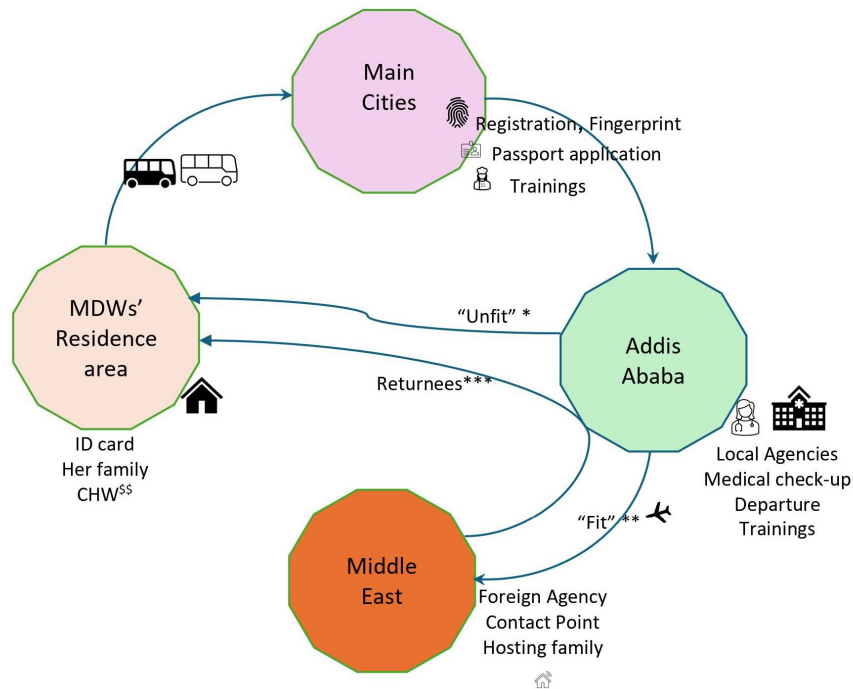 Main
Cities
Registration, Fingerprint
Passport application
Trainings
MDWs’
Residence
area
ID card
Her family
CHW$$
“Unfit” *
Returnees***
Addis
Ababa
Local Agencies
Medical check-up
Departure
Trainings
“Fit” **
Middle
East
Foreign Agency
Contact Point
Hosting family